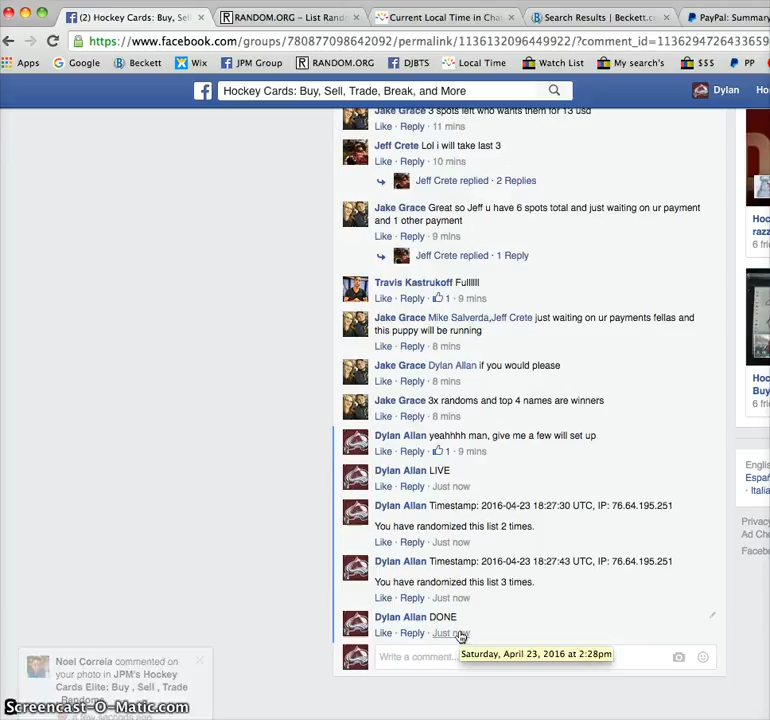 (2) Hockey Cards: Buy, Sel
RANDOM.ORG – List Rand
Current Local Time in Cha
Search Results | Beckett.c
PayPal: Summary
https://www.facebook.com/groups/780877098642092/permalink/1136132096449922/?comment_id=1136294726433659
Apps
Google
Beckett
Wix
JPM Group
RANDOM.ORG
DJBTS
Local Time
Watch List
My search's
$$$
PP
Hockey Cards: Buy, Sell, Trade, Break, and More
Dylan
Ho
Jake Grace 3 spots left who wants them for 13 usd
Like · Reply · 11 mins
Jeff Crete Lol i will take last 3
Like · Reply · 10 mins
Jeff Crete replied · 2 Replies
Jake Grace Great so Jeff u have 6 spots total and just waiting on ur payment
and 1 other payment
Like · Reply · 9 mins
Jeff Crete replied · 1 Reply
Travis Kastrukoff Fullllll
Like · Reply · 1 · 9 mins
Jake Grace Mike Salverda,Jeff Crete just waiting on ur payments fellas and
this puppy will be running
Like · Reply · 8 mins
Jake Grace Dylan Allan if you would please
Like · Reply · 8 mins
Jake Grace 3x randoms and top 4 names are winners
Like · Reply · 8 mins
Dylan Allan yeahhhh man, give me a few will set up
Like · Reply · 1 · 9 mins
Dylan Allan LIVE
Like · Reply · Just now
Dylan Allan Timestamp: 2016-04-23 18:27:30 UTC, IP: 76.64.195.251
You have randomized this list 2 times.
Like · Reply · Just now
Dylan Allan Timestamp: 2016-04-23 18:27:43 UTC, IP: 76.64.195.251
You have randomized this list 3 times.
Like · Reply · Just now
Dylan Allan DONE
Like · Reply · Just now
Saturday, April 23, 2016 at 2:28pm
Write a comment...
Hoc
razz
6 frie
Hoc
Buy
6 frie
English
Españ
· Italia
Privacy
Ad Cho
Facebo
Noel Correia commented on
your photo in JPM's Hockey
Cards Elite: Buy , Sell , Trade
, Randoms
a few seconds ago
Screencast-O-Matic.com